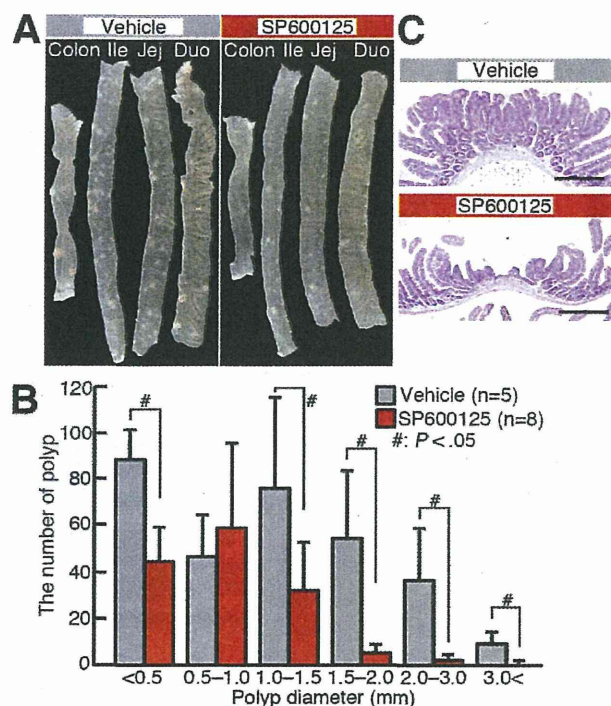 A
Vehicle
SP600125
Colon Ile Jej Duo
Colon Ile Jej Duo
C
Vehicle
SP600125
B
Vehicle (n=5)
SP600125 (n=8)
#: P < .05
The number of polyp
120
100
80
60
40
20
0
#
#
#
#
#
<0.5
0.5–1.0
1.0–1.5
1.5–2.0
2.0–3.0
3.0<
Polyp diameter (mm)